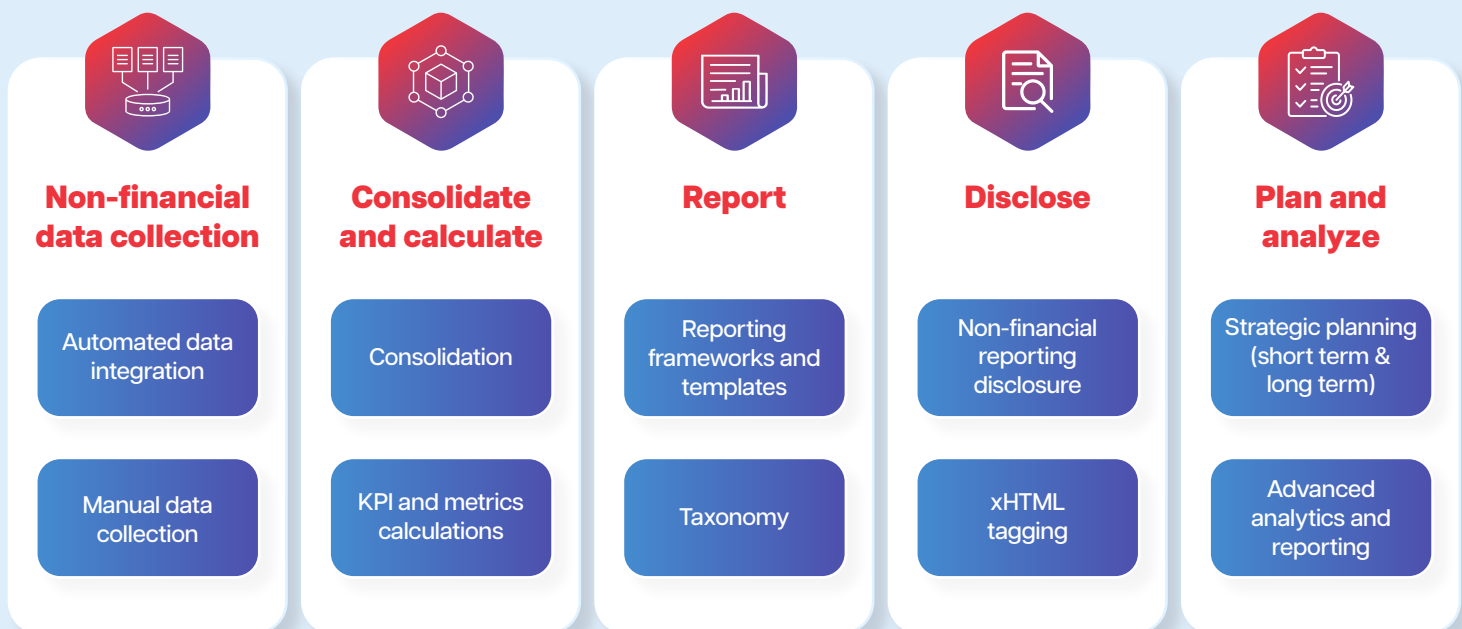 Non-financial
data collection
Automated data
integration
Manual data
collection
Consolidate
and calculate
Consolidation
KPI and metrics
calculations
Report
Reporting
frameworks and
templates
Taxonomy
Disclose
Non-financial
reporting
disclosure
xHTML
tagging
Plan and
analyze
Strategic planning
(short term &
long term)
Advanced
analytics and
reporting